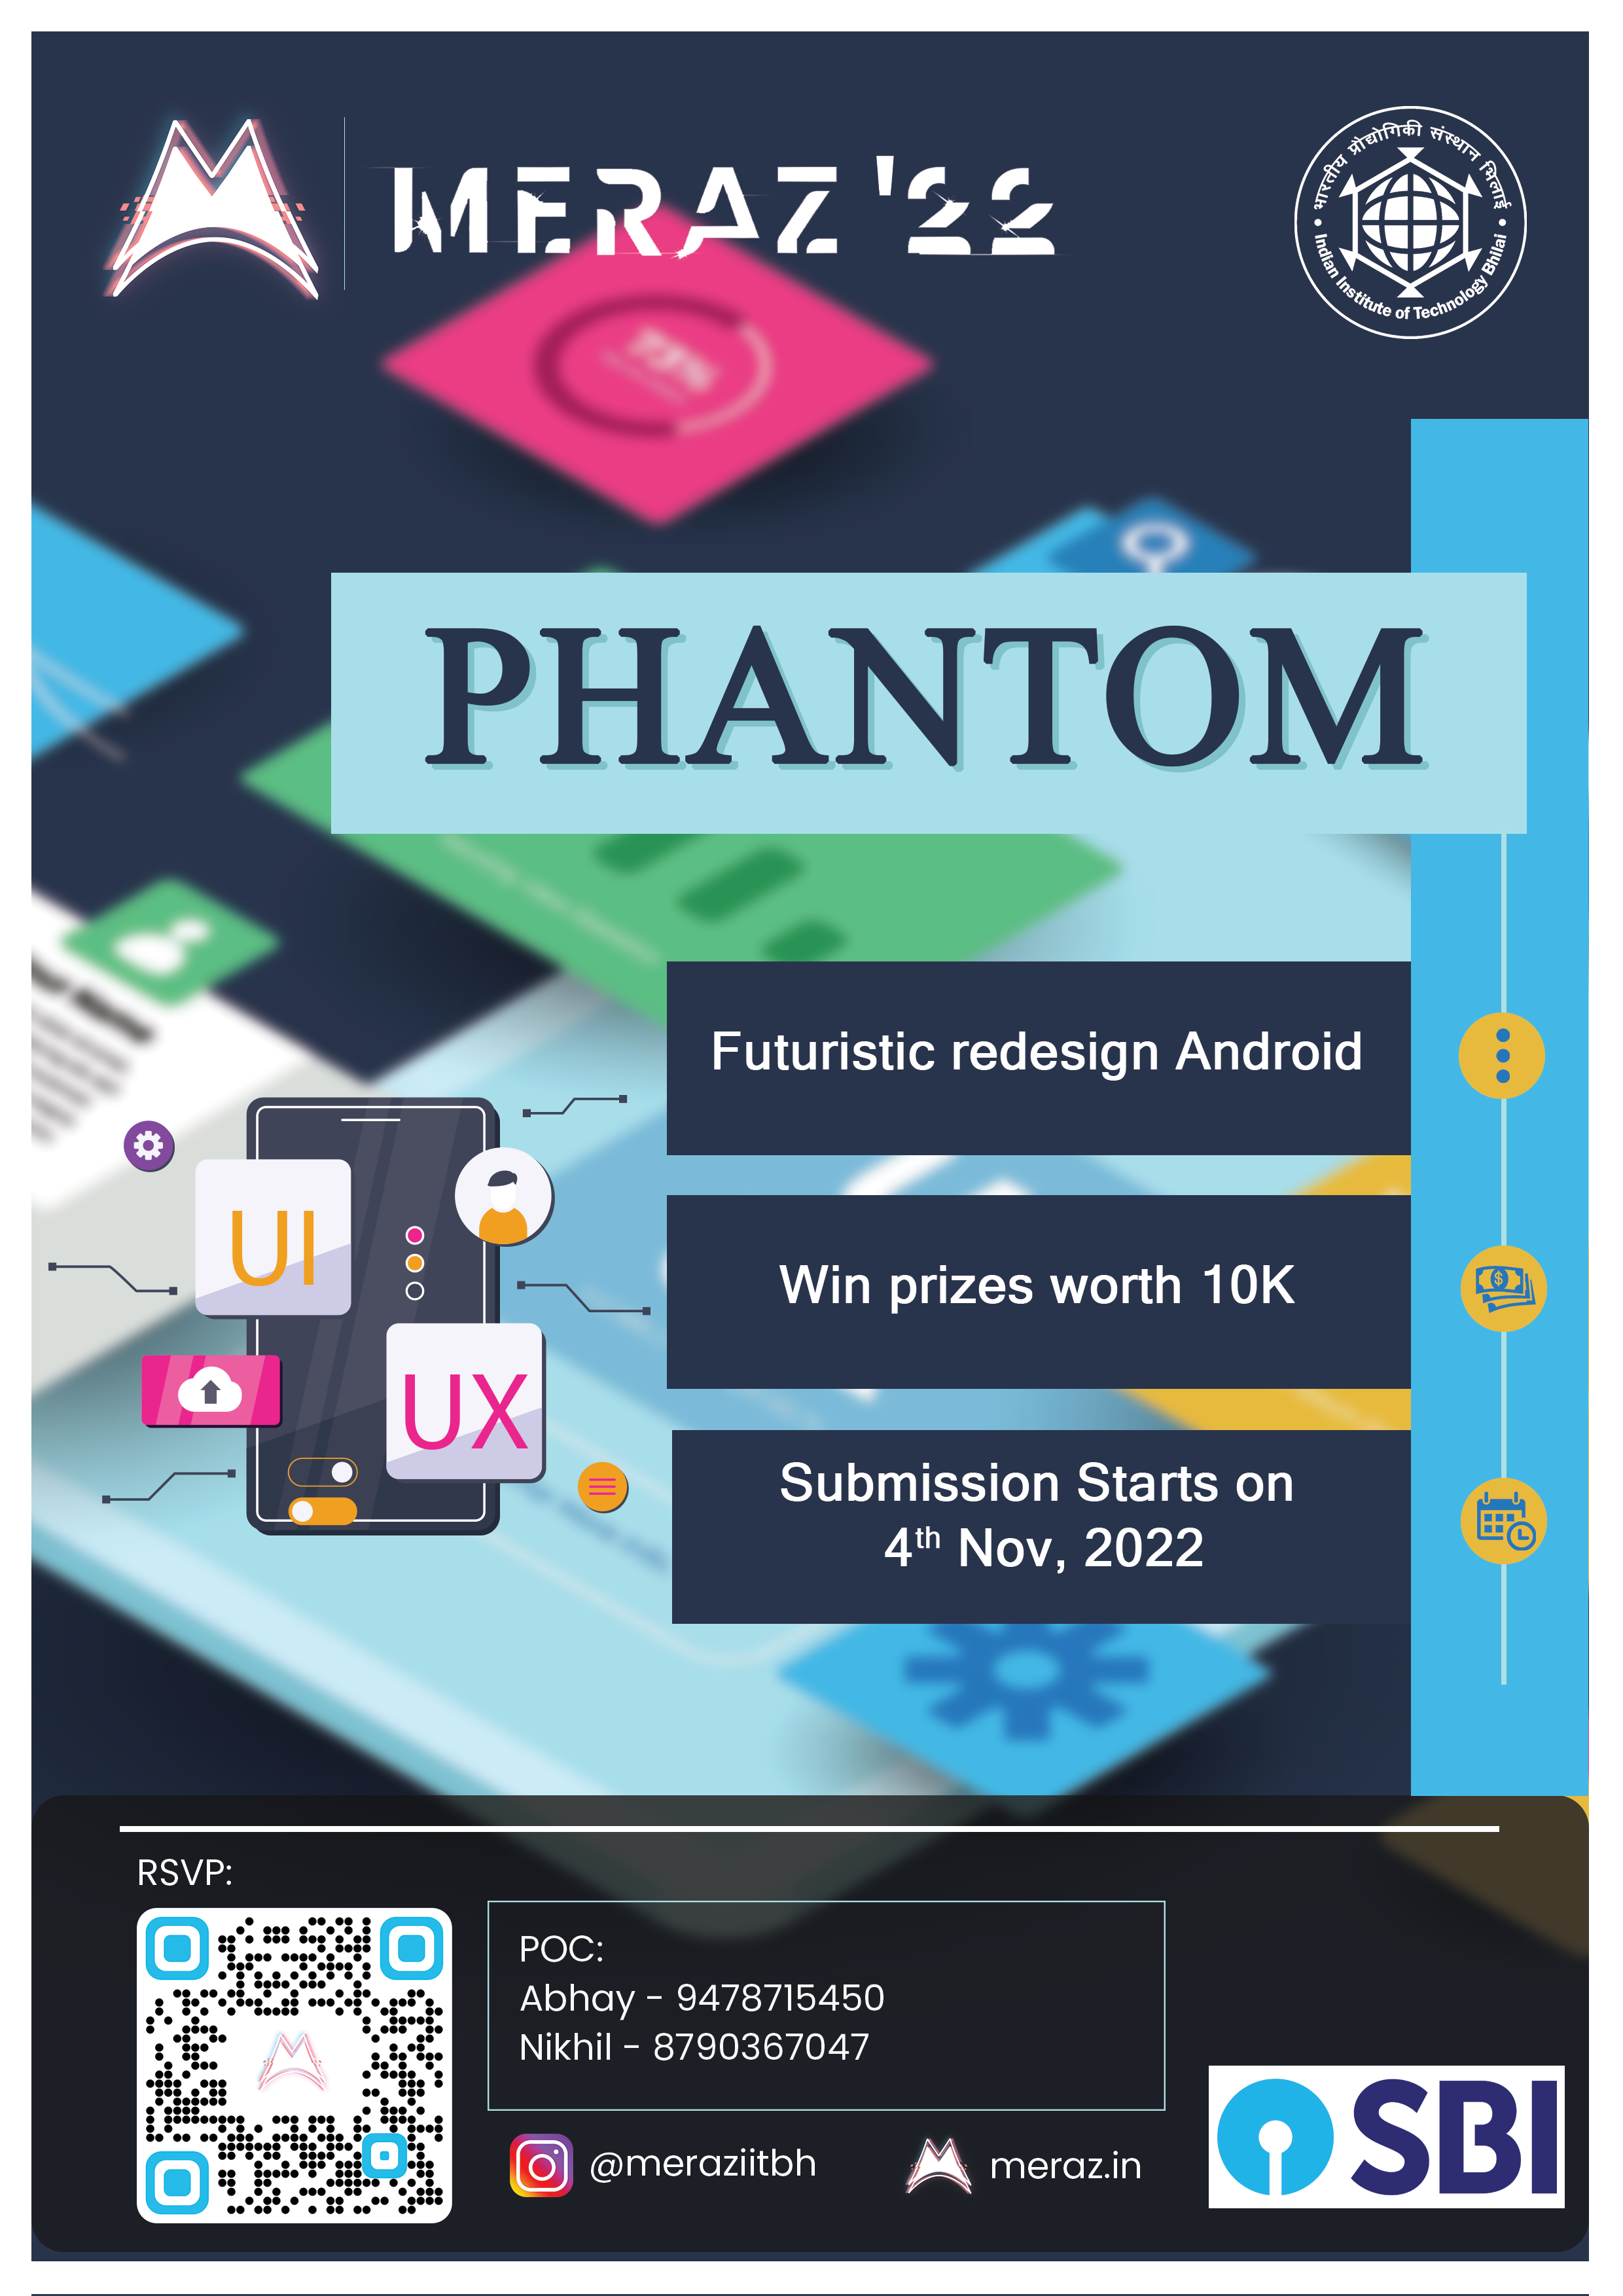 MERAZ '22
भारतीय प्रौद्योगिकी संस्थान भिलाई
Indian Institute of Technology Bhilai
73%
PHANTOM
Futuristic redesign Android
Win prizes worth 10K
Submission Starts on
4th Nov, 2022
UI
UX
RSVP:
POC:
Abhay - 9478715450
Nikhil - 8790367047
@meraziitbh
meraz.in
SBI